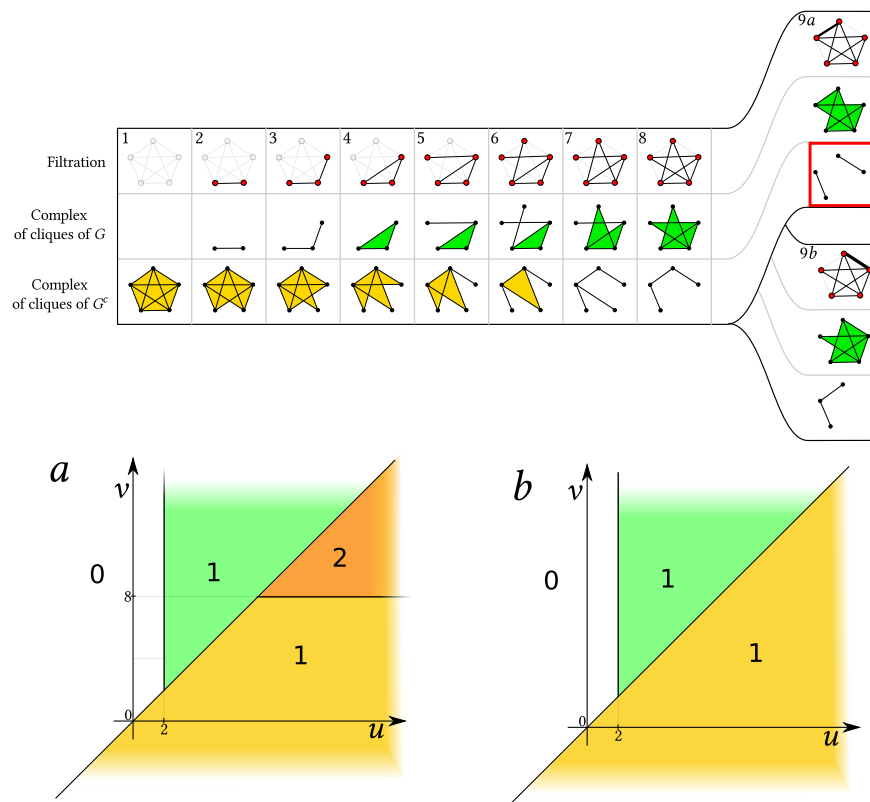 9a
1 2 3 4 5 6 7 8
Filtration
Complex
of cliques of G
Complex
of cliques of Gᶜ
9b
a
v
0
1
2
8
1
0
2
u
b
v
0
1
1
0
2
u